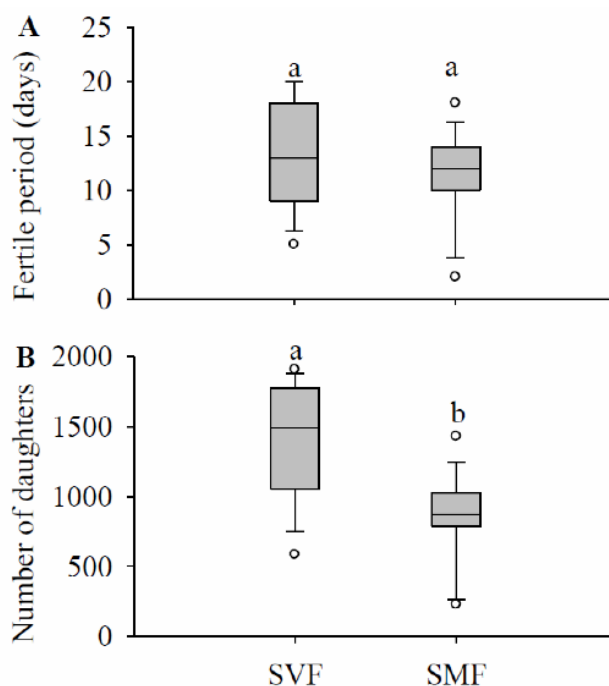 A
Fertile period (days)
25
20
15
10
5
0
a
a
B
Number of daughters
2000
1500
1000
500
0
a
b
SVF
SMF